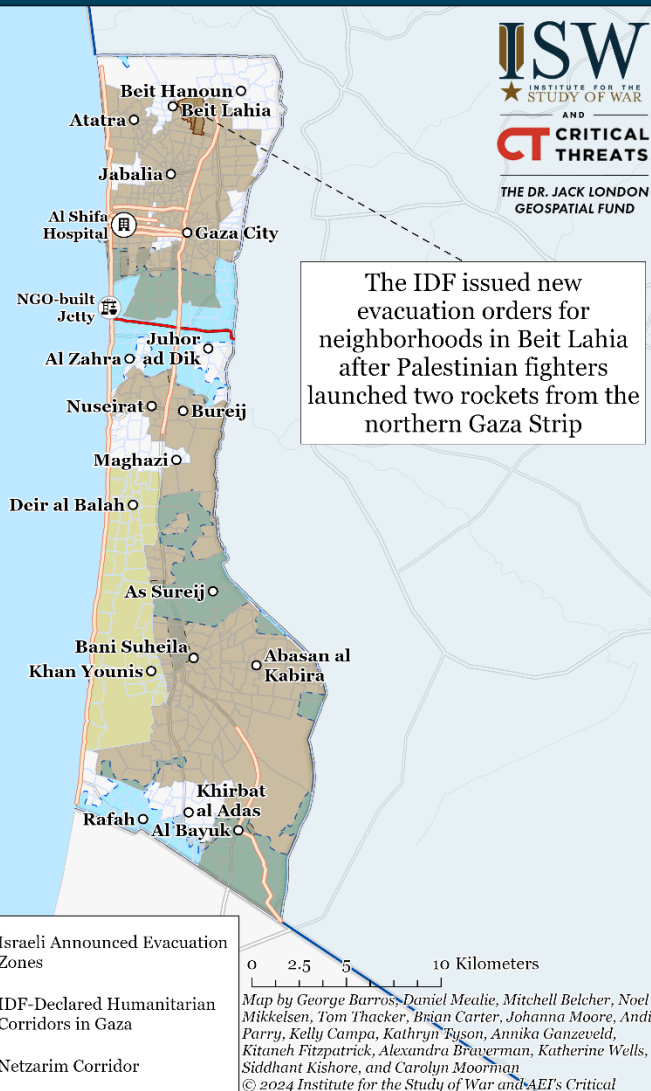 ISW
INSTITUTE FOR THE
STUDY OF WAR
AND
CT CRITICAL
THREATS
THE DR. JACK LONDON
GEOSPATIAL FUND
Beit Hanoun
Beit Lahia
Atatra
Jabalia
Al Shifa
Hospital
Gaza City
The IDF issued new
evacuation orders for
neighborhoods in Beit Lahia
after Palestinian fighters
launched two rockets from the
northern Gaza Strip
NGO-built
Jetty
Juhor
ad Dik
Al Zahra
Nuseirat
Bureij
Maghazi
Deir al Balah
As Sureij
Bani Suheila
Abasan al
Kabira
Khan Younis
Khirbat
al Adas
Rafah
Al Bayuk
Israeli Announced Evacuation
Zones
IDF-Declared Humanitarian
Corridors in Gaza
Netzarim Corridor
0 2.5 5 10 Kilometers
Map by George Barros, Daniel Mealie, Mitchell Belcher, Noel
Mikkelsen, Tom Thacker, Brian Carter, Johanna Moore, Andi
Parry, Kelly Campa, Kathryn Tyson, Annika Ganzeveld,
Kitaneh Fitzpatrick, Alexandra Braverman, Katherine Wells,
Siddhant Kishore, and Carolyn Moorman
© 2024 Institute for the Study of War and AEI's Critical